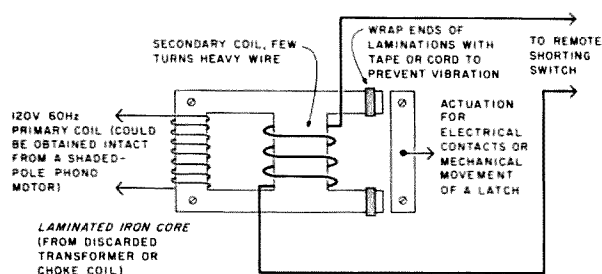 SECONDARY COIL, FEW
TURNS HEAVY WIRE
WRAP ENDS OF
LAMINATIONS WITH
TAPE OR CORD TO
PREVENT VIBRATION
TO REMOTE
SHORTING
SWITCH
120V 60Hz
PRIMARY COIL (COULD
BE OBTAINED INTACT
FROM A SHADED-
POLE PHONO
MOTOR)
ACTUATION
FOR
ELECTRICAL
CONTACTS OR
MECHANICAL
MOVEMENT
OF A LATCH
LAMINATED IRON CORE
(FROM DISCARDED
TRANSFORMER OR
CHOKE COIL)